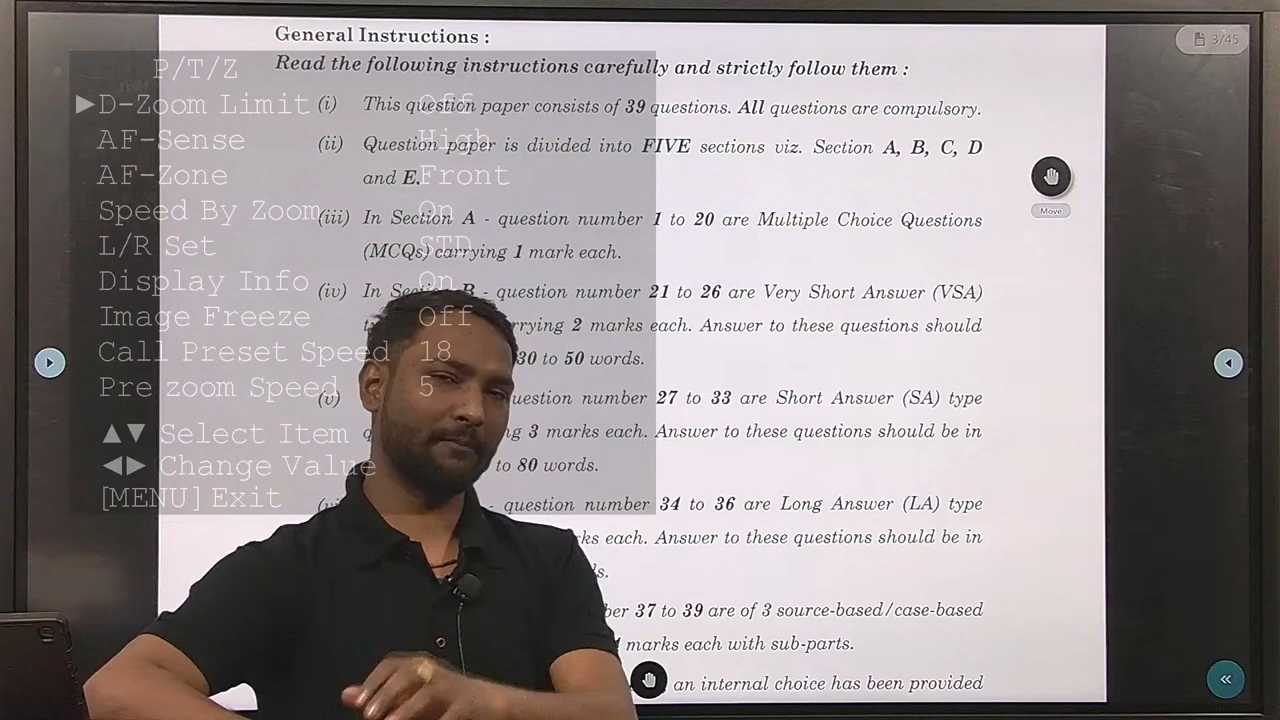 General Instructions :
Read the following instructions carefully and strictly follow them :
(i) This question paper consists of 39 questions. All questions are compulsory.
(ii) Question paper is divided into FIVE sections viz. Section A, B, C, D
and E.
(iii) In Section A - question number 1 to 20 are Multiple Choice Questions
(MCQs) carrying 1 mark each.
(iv) In Section B - question number 21 to 26 are Very Short Answer (VSA)
rrying 2 marks each. Answer to these questions should
30 to 50 words.
(v) uestion number 27 to 33 are Short Answer (SA) type
ng 3 marks each. Answer to these questions should be in
to 80 words.
- question number 34 to 36 are Long Answer (LA) type
rks each. Answer to these questions should be in
ds.
ber 37 to 39 are of 3 source-based/case-based
marks each with sub-parts.
an internal choice has been provided
P/T/Z
▶D-Zoom Limit Off
AF-Sense High
AF-Zone Front
Speed By Zoom On
L/R Set STD
Display Info On
Image Freeze Off
Call Preset Speed 18
Pre zoom Speed 5
▲▼ Select Item
◀▶ Change Value
[MENU] Exit
3/45
Move